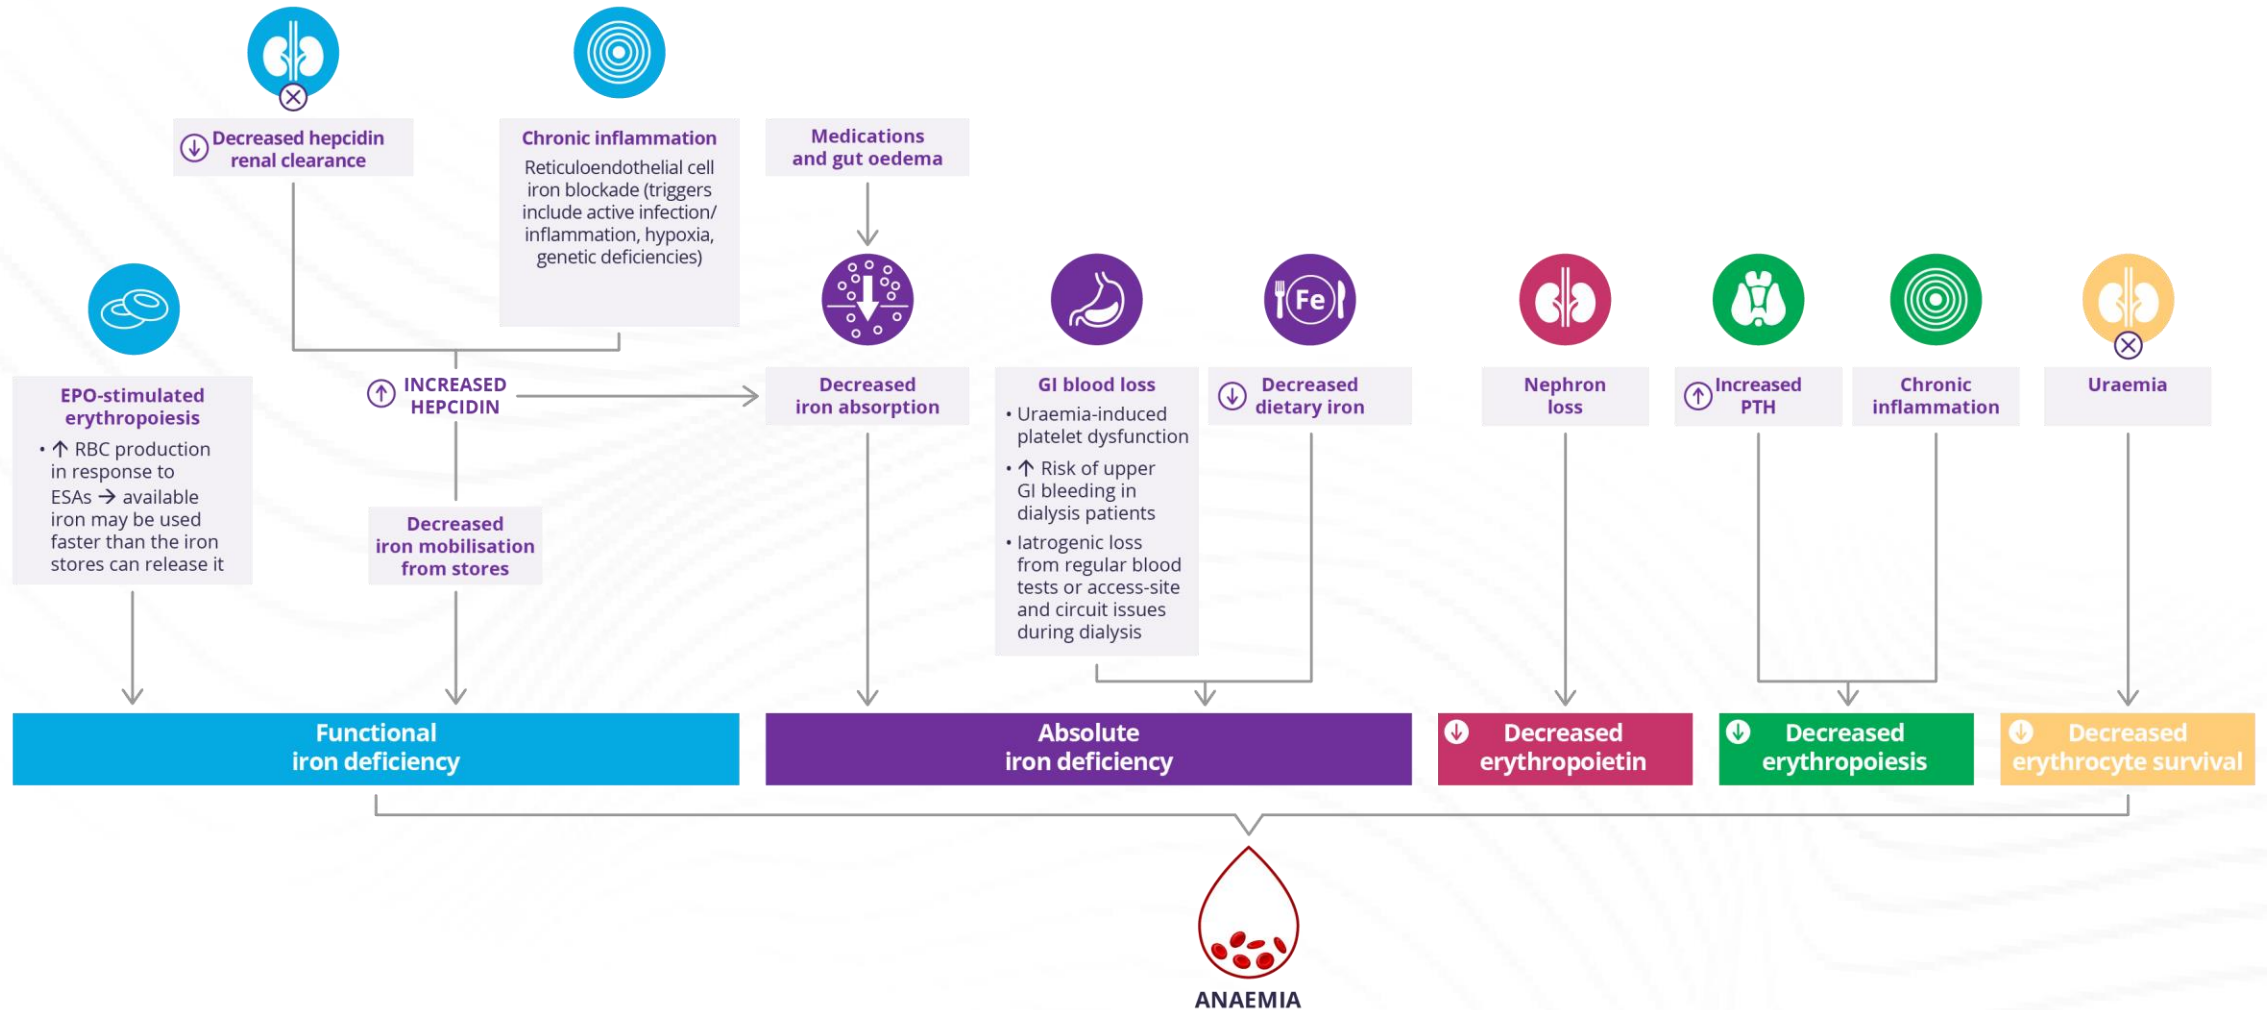 Decreased hepcidin
renal clearance
Chronic inflammation
Reticuloendothelial cell
iron blockade (triggers
include active infection/
inflammation, hypoxia,
genetic deficiencies)
Medications
and gut oedema
EPO-stimulated
erythropoiesis
• ↑ RBC production
in response to
ESAs → available
iron may be used
faster than the iron
stores can release it
INCREASED
HEPCIDIN
Decreased
iron mobilisation
from stores
Decreased
iron absorption
GI blood loss
• Uraemia-induced
platelet dysfunction
• ↑ Risk of upper
GI bleeding in
dialysis patients
• Iatrogenic loss
from regular blood
tests or access-site
and circuit issues
during dialysis
Fe
Decreased
dietary iron
Nephron
loss
Increased
PTH
Chronic
inflammation
Uraemia
Functional
iron deficiency
Absolute
iron deficiency
Decreased
erythropoietin
Decreased
erythropoiesis
Decreased
erythrocyte survival
ANAEMIA